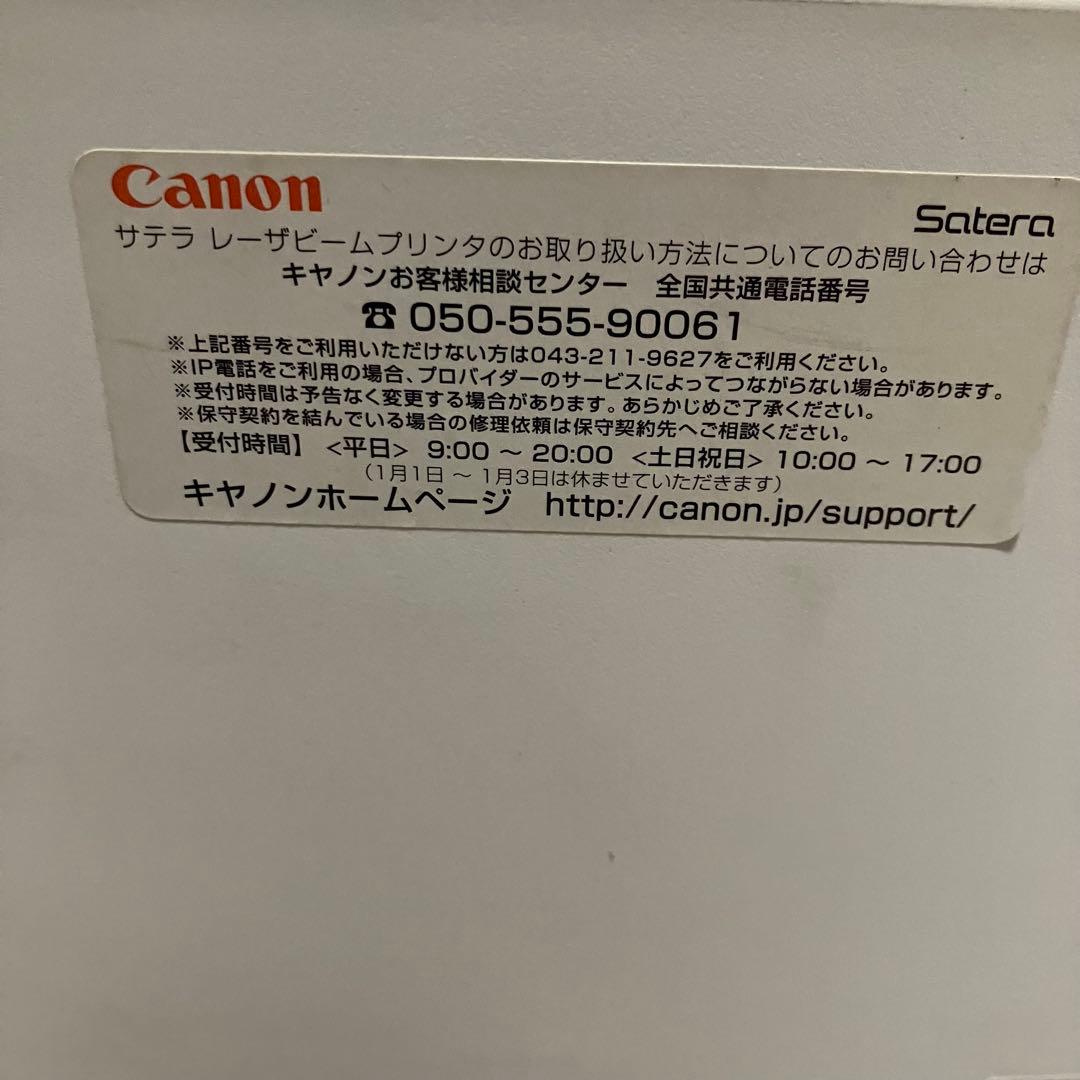 Canon
Satera
サテラ レーザビームプリンタのお取り扱い方法についてのお問い合わせは
キヤノンお客様相談センター 全国共通電話番号
☎ 050-555-90061
※上記番号をご利用いただけない方は043-211-9627をご利用ください。
※IP電話をご利用の場合、プロバイダーのサービスによってつながらない場合があります。
※受付時間は予告なく変更する場合があります。あらかじめご了承ください。
※保守契約を結んでいる場合の修理依頼は保守契約先へご相談ください。
【受付時間】 <平日> 9:00 ～ 20:00 <土日祝日> 10:00 ～ 17:00
(1月1日 ～ 1月3日は休ませていただきます)
キヤノンホームページ http://canon.jp/support/